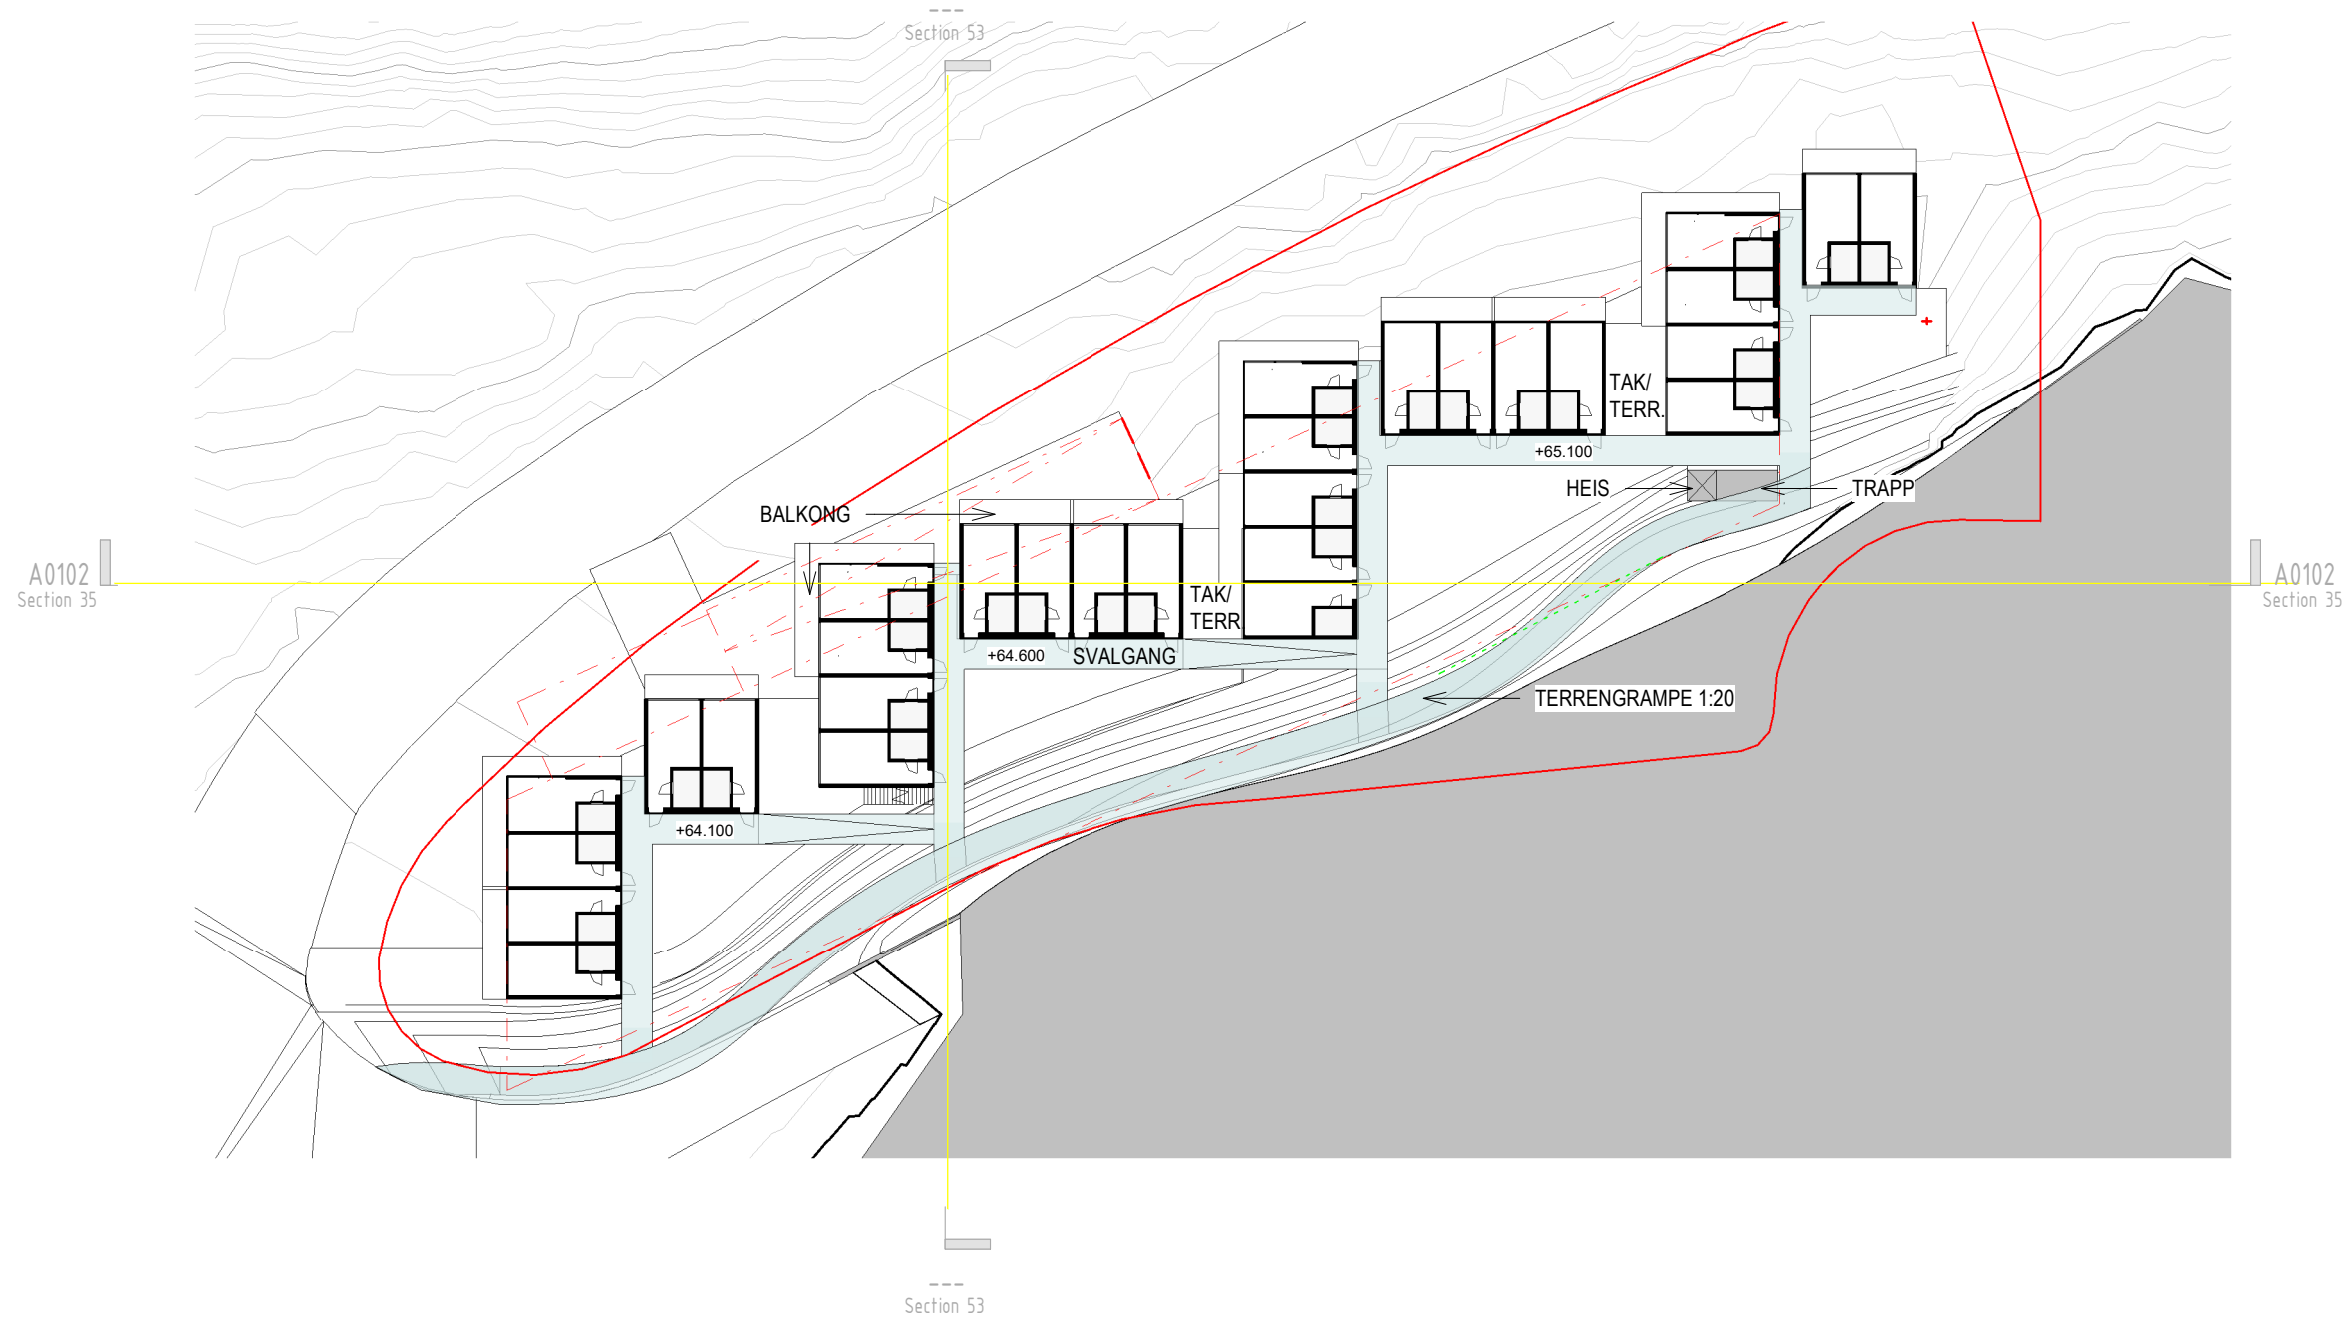 ---
Section 53
TAK/
TERR.
+65.100
HEIS
TRAPP
BALKONG
A0102
Section 35
A0102
Section 35
TAK/
TERR.
+64.600
SVALGANG
TERRENGRAMPE 1:20
+64.100
---
Section 53